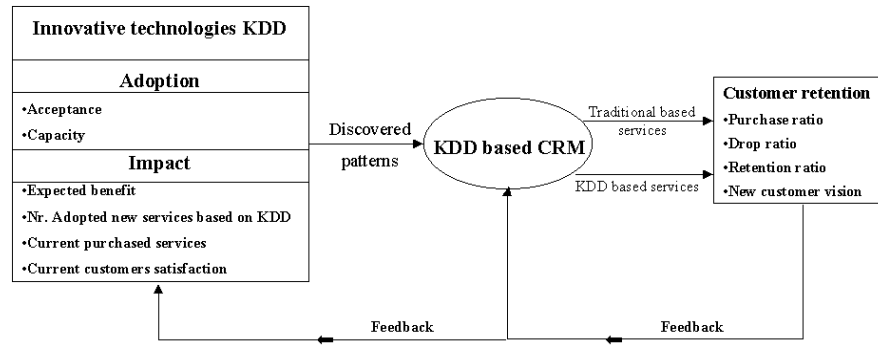 Innovative technologies KDD
Adoption
•Acceptance
•Capacity
Impact
•Expected benefit
•Nr. Adopted new services based on KDD
•Current purchased services
•Current customers satisfaction
Discovered
patterns
KDD based CRM
Traditional based
services
KDD based services
Customer retention
•Purchase ratio
•Drop ratio
•Retention ratio
•New customer vision
Feedback
Feedback